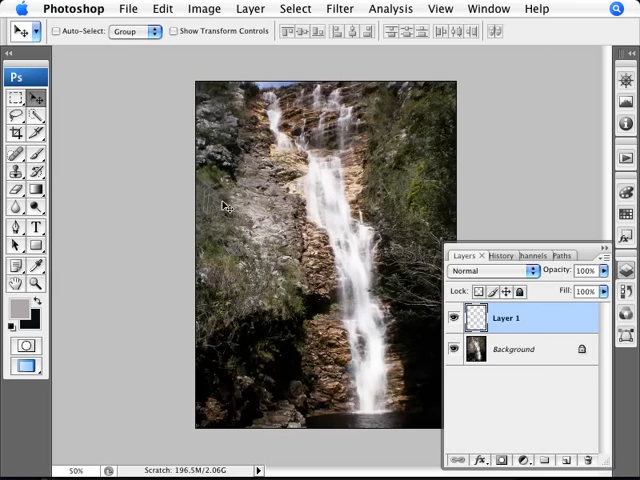 Photoshop File Edit Image Layer Select Filter Analysis View Window Help
Auto-Select: Group Show Transform Controls
Ps
Layers × History hannels Paths
Normal Opacity: 100%
Lock: Fill: 100%
Layer 1
Background
50% Scratch: 196.5M/2.06G